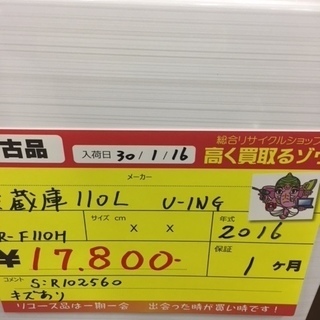 古品 入荷日 30/1/16
総合リサイクルショップ
高く買取るゾウ
メーカー
蔵庫 110L U-ING
サイズ cm 年式
R-F110H X X 2016
保証
¥17,800- 1ヶ月
コメント S:R102560
キズあり
リユース品は一期一会 出会った時が買い時です!